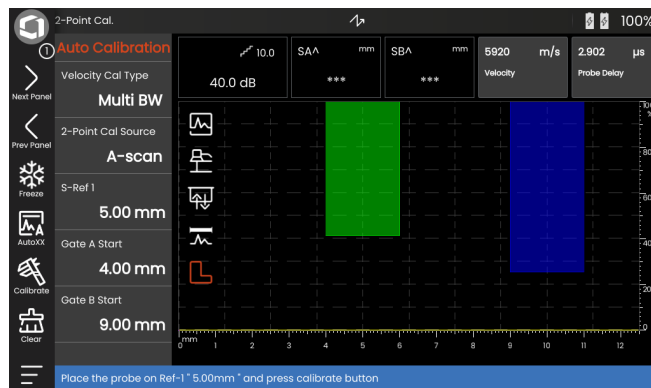 2-Point Cal.
100%
1
Auto Calibration
Next Panel
Prev Panel
Freeze
AutoXX
Calibrate
Clear
Velocity Cal Type
Multi BW
2-Point Cal Source
A-scan
S-Ref 1
5.00 mm
Gate A Start
4.00 mm
Gate B Start
9.00 mm
10.0
40.0 dB
SA^ mm
***
SB^ mm
***
5920 m/s
Velocity
2.902 µs
Probe Delay
100
%
80
60
40
20
0
mm 1 2 3 4 5 6 7 8 9 10 11 12
Place the probe on Ref-1 " 5.00mm " and press calibrate button